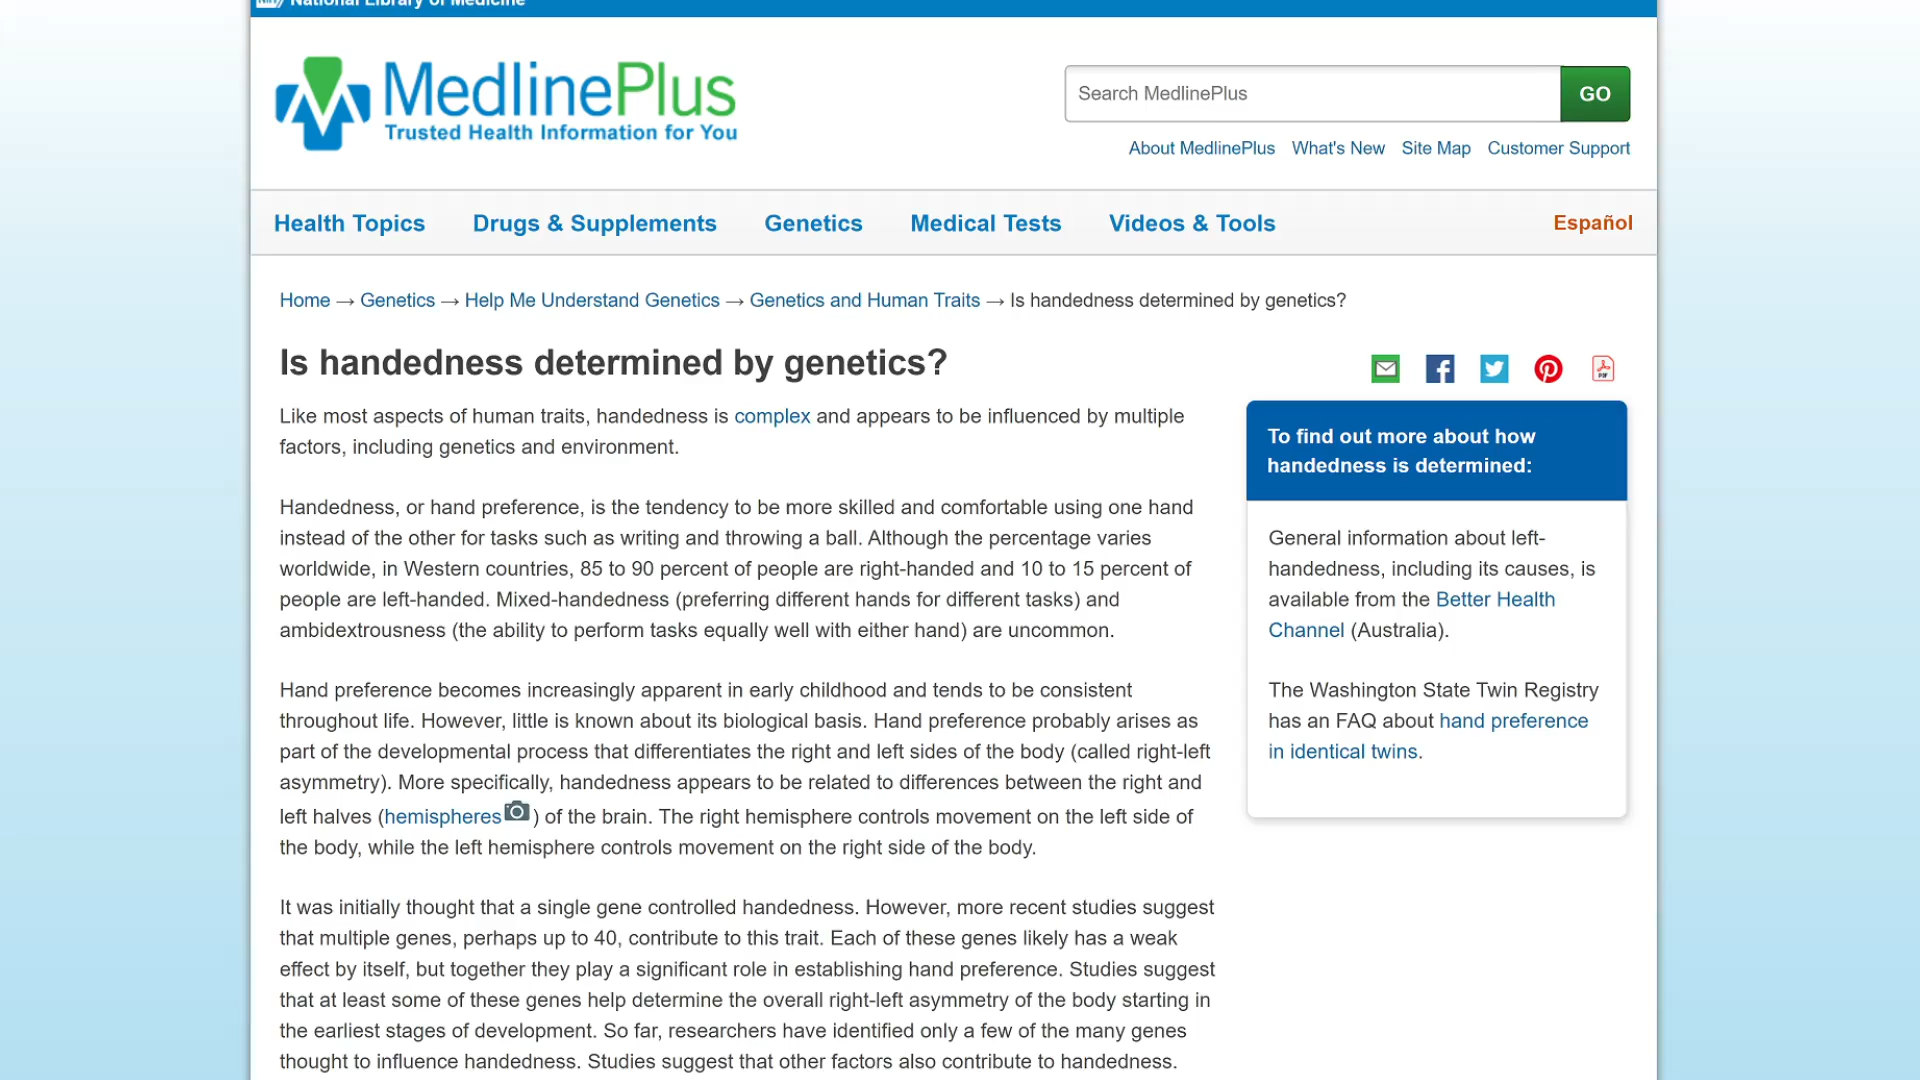 National Library of Medicine
MedlinePlus
Trusted Health Information for You
Search MedlinePlus
GO
About MedlinePlus What's New Site Map Customer Support
Health Topics Drugs & Supplements Genetics Medical Tests Videos & Tools Español
Home → Genetics → Help Me Understand Genetics → Genetics and Human Traits → Is handedness determined by genetics?
Is handedness determined by genetics?
Like most aspects of human traits, handedness is complex and appears to be influenced by multiple
factors, including genetics and environment.
Handedness, or hand preference, is the tendency to be more skilled and comfortable using one hand
instead of the other for tasks such as writing and throwing a ball. Although the percentage varies
worldwide, in Western countries, 85 to 90 percent of people are right-handed and 10 to 15 percent of
people are left-handed. Mixed-handedness (preferring different hands for different tasks) and
ambidextrousness (the ability to perform tasks equally well with either hand) are uncommon.
Hand preference becomes increasingly apparent in early childhood and tends to be consistent
throughout life. However, little is known about its biological basis. Hand preference probably arises as
part of the developmental process that differentiates the right and left sides of the body (called right-left
asymmetry). More specifically, handedness appears to be related to differences between the right and
left halves (hemispheres) of the brain. The right hemisphere controls movement on the left side of
the body, while the left hemisphere controls movement on the right side of the body.
It was initially thought that a single gene controlled handedness. However, more recent studies suggest
that multiple genes, perhaps up to 40, contribute to this trait. Each of these genes likely has a weak
effect by itself, but together they play a significant role in establishing hand preference. Studies suggest
that at least some of these genes help determine the overall right-left asymmetry of the body starting in
the earliest stages of development. So far, researchers have identified only a few of the many genes
thought to influence handedness. Studies suggest that other factors also contribute to handedness.
To find out more about how
handedness is determined:
General information about left-
handedness, including its causes, is
available from the Better Health
Channel (Australia).
The Washington State Twin Registry
has an FAQ about hand preference
in identical twins.